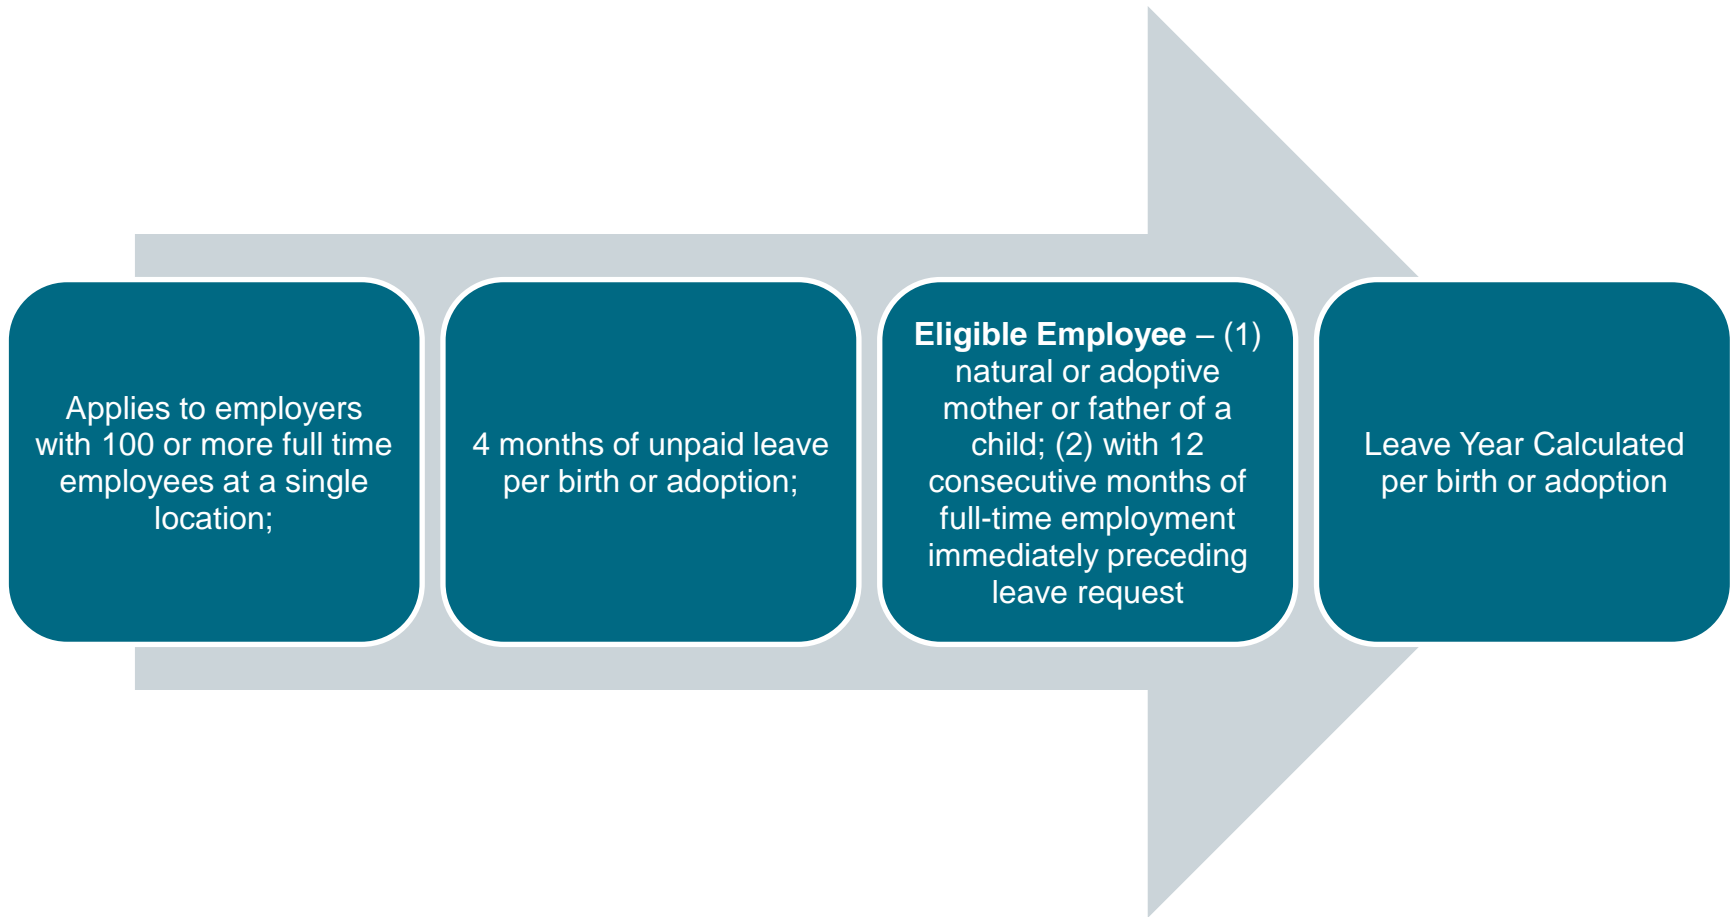 Applies to employers
with 100 or more full time
employees at a single
location;
4 months of unpaid leave
per birth or adoption;
Eligible Employee – (1)
natural or adoptive
mother or father of a
child; (2) with 12
consecutive months of
full-time employment
immediately preceding
leave request
Leave Year Calculated
per birth or adoption